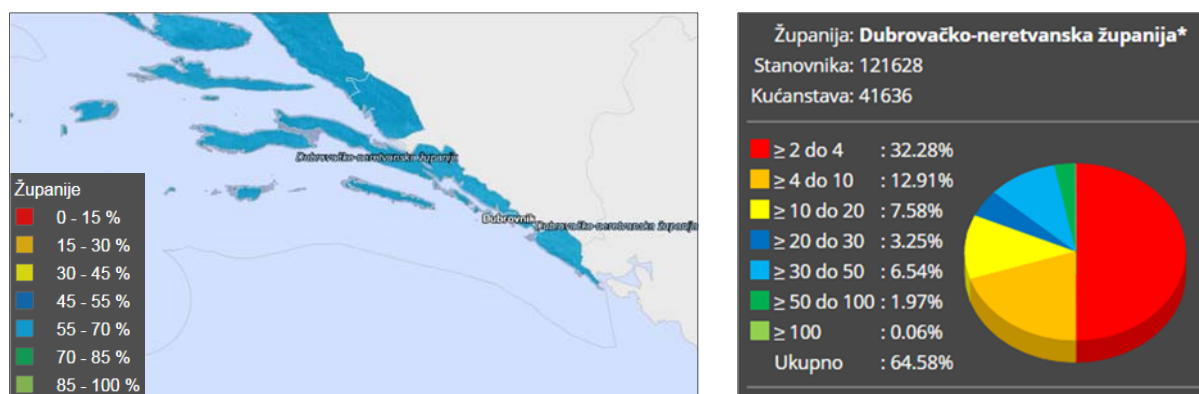 Dubrovačko-neretvanska županija
Dubrovnik
Dubrovačko-neretvanska županija
Županije
0 - 15 %
15 - 30 %
30 - 45 %
45 - 55 %
55 - 70 %
70 - 85 %
85 - 100 %
Županija: Dubrovačko-neretvanska županija*
Stanovnika: 121628
Kućanstava: 41636
≥ 2 do 4 : 32.28%
≥ 4 do 10 : 12.91%
≥ 10 do 20 : 7.58%
≥ 20 do 30 : 3.25%
≥ 30 do 50 : 6.54%
≥ 50 do 100 : 1.97%
≥ 100 : 0.06%
Ukupno : 64.58%